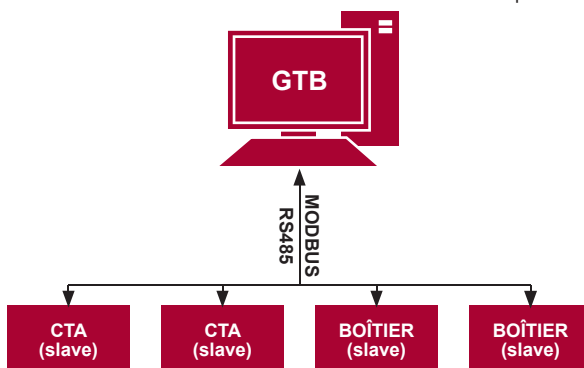 GTB
MODBUS
RS485
CTA
(slave)
CTA
(slave)
BOÎTIER
(slave)
BOÎTIER
(slave)